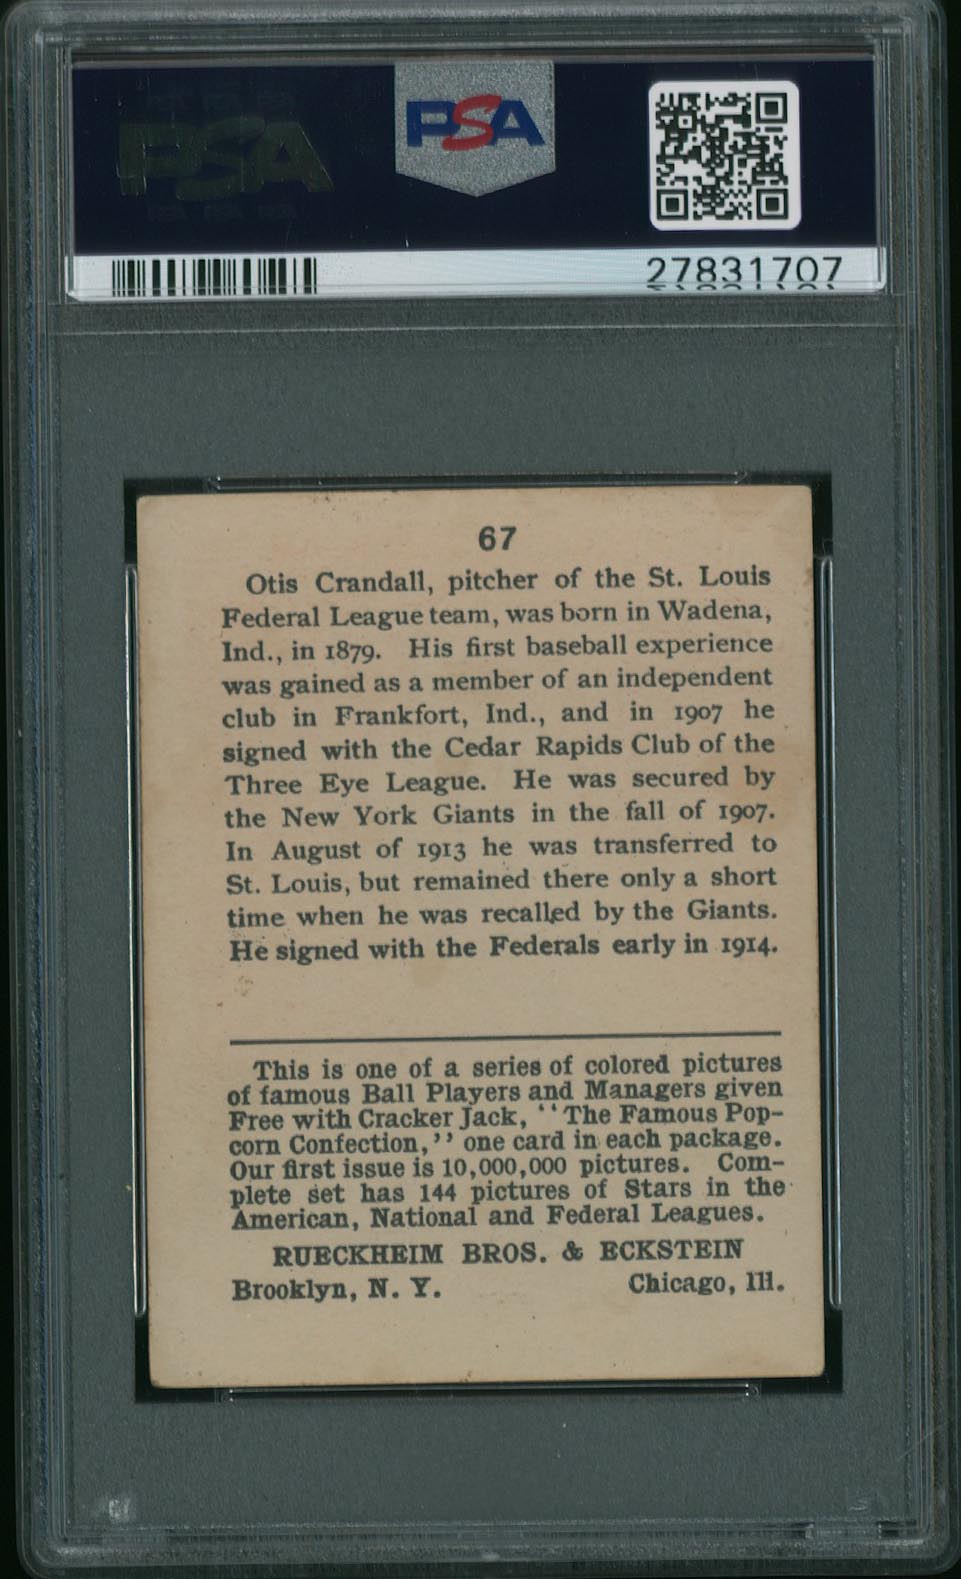 PSA
PSA
27831707
67
Otis Crandall, pitcher of the St. Louis
Federal League team, was born in Wadena,
Ind., in 1879. His first baseball experience
was gained as a member of an independent
club in Frankfort, Ind., and in 1907 he
signed with the Cedar Rapids Club of the
Three Eye League. He was secured by
the New York Giants in the fall of 1907.
In August of 1913 he was transferred to
St. Louis, but remained there only a short
time when he was recalled by the Giants.
He signed with the Federals early in 1914.
This is one of a series of colored pictures
of famous Ball Players and Managers given
Free with Cracker Jack, "The Famous Pop-
corn Confection," one card in each package.
Our first issue is 10,000,000 pictures. Com-
plete set has 144 pictures of Stars in the
American, National and Federal Leagues.
RUECKHEIM BROS. & ECKSTEIN
Brooklyn, N. Y. Chicago, Ill.